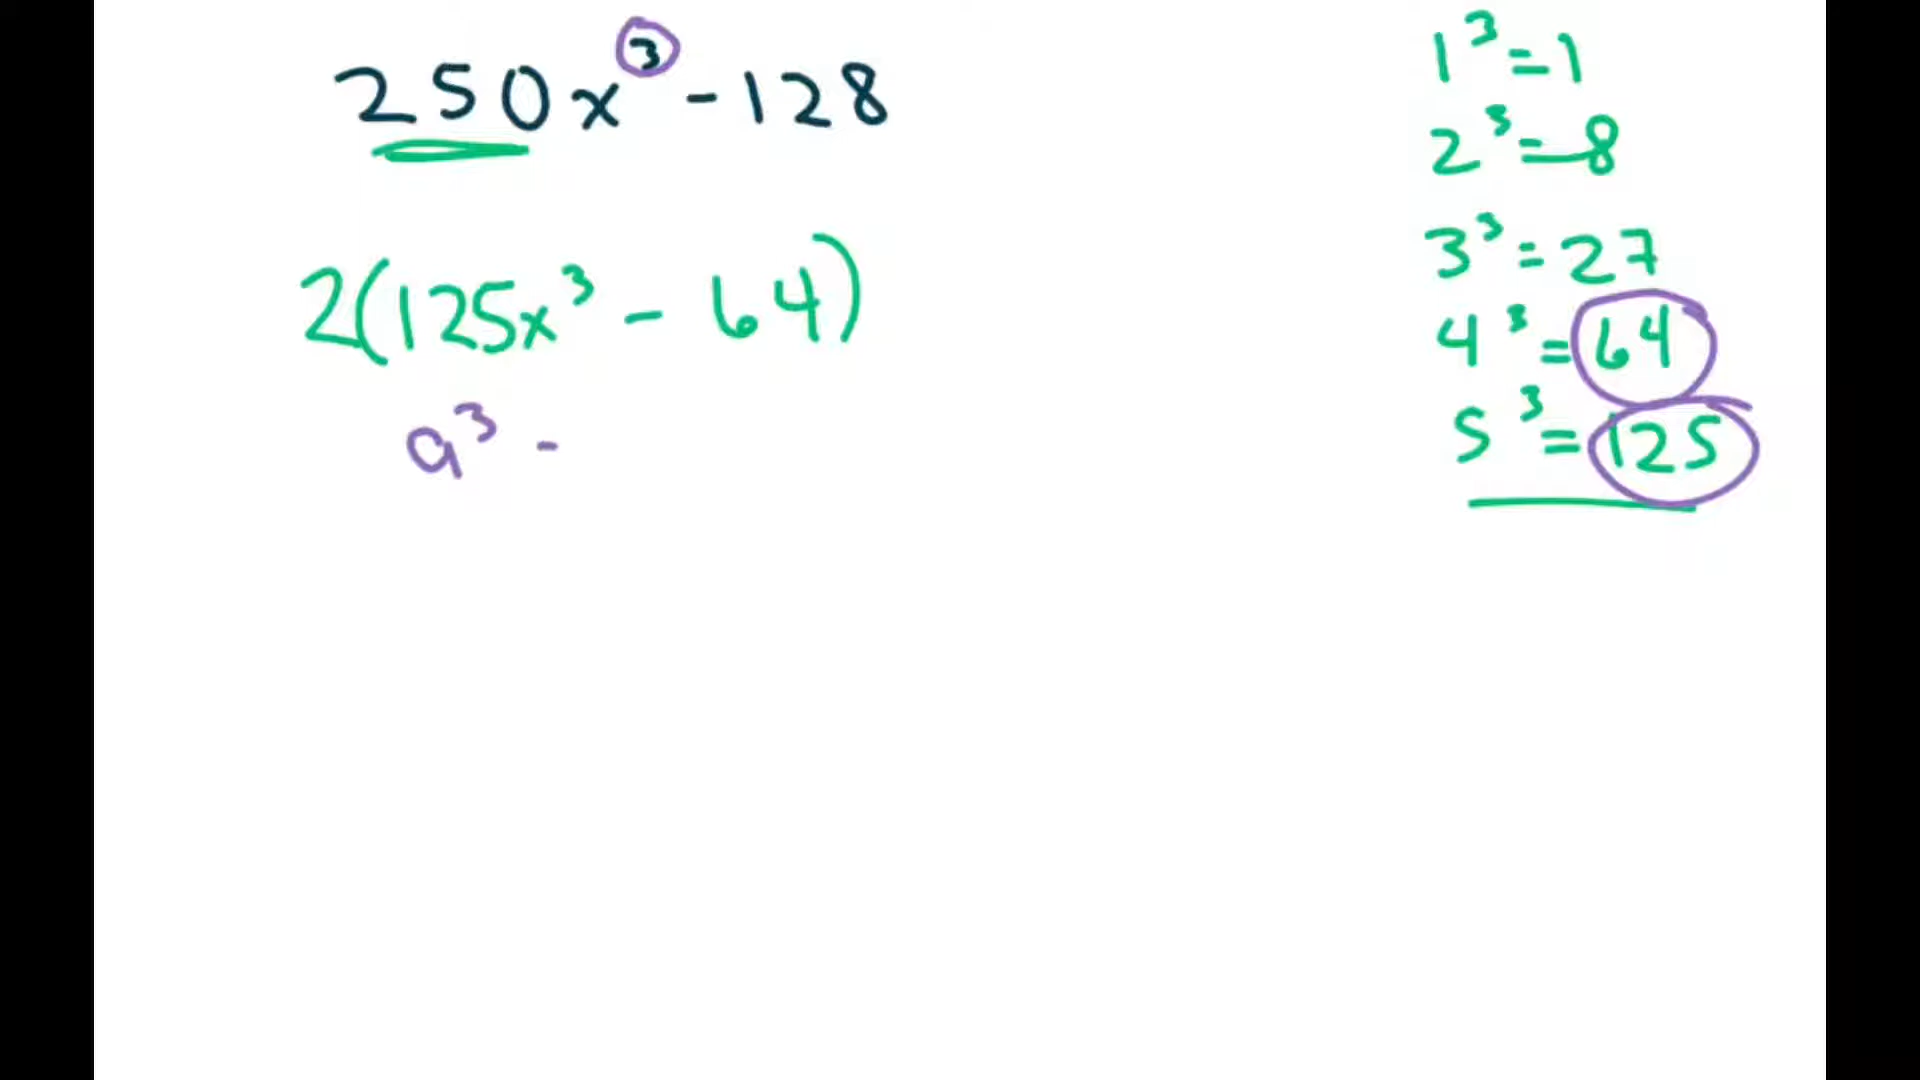 250x³ - 128
2(125x³ - 64)
a³ -
1³ = 1
2³ = 8
3³ = 27
4³ = 64
5³ = 125